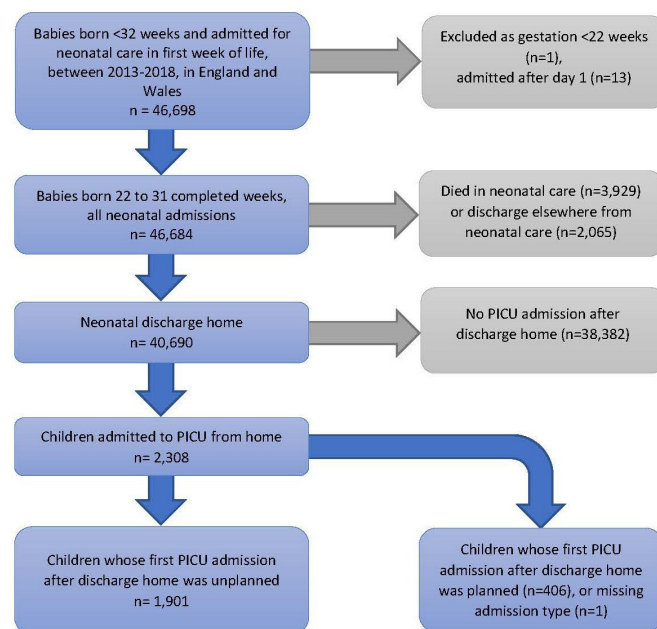 Babies born <32 weeks and admitted for
neonatal care in first week of life,
between 2013-2018, in England and
Wales
n = 46,698
Excluded as gestation <22 weeks
(n=1),
admitted after day 1 (n=13)
Babies born 22 to 31 completed weeks,
all neonatal admissions
n= 46,684
Died in neonatal care (n=3,929)
or discharge elsewhere from
neonatal care (n=2,065)
Neonatal discharge home
n= 40,690
No PICU admission after
discharge home (n=38,382)
Children admitted to PICU from home
n= 2,308
Children whose first PICU admission
after discharge home was unplanned
n= 1,901
Children whose first PICU
admission after discharge home
was planned (n=406), or missing
admission type (n=1)